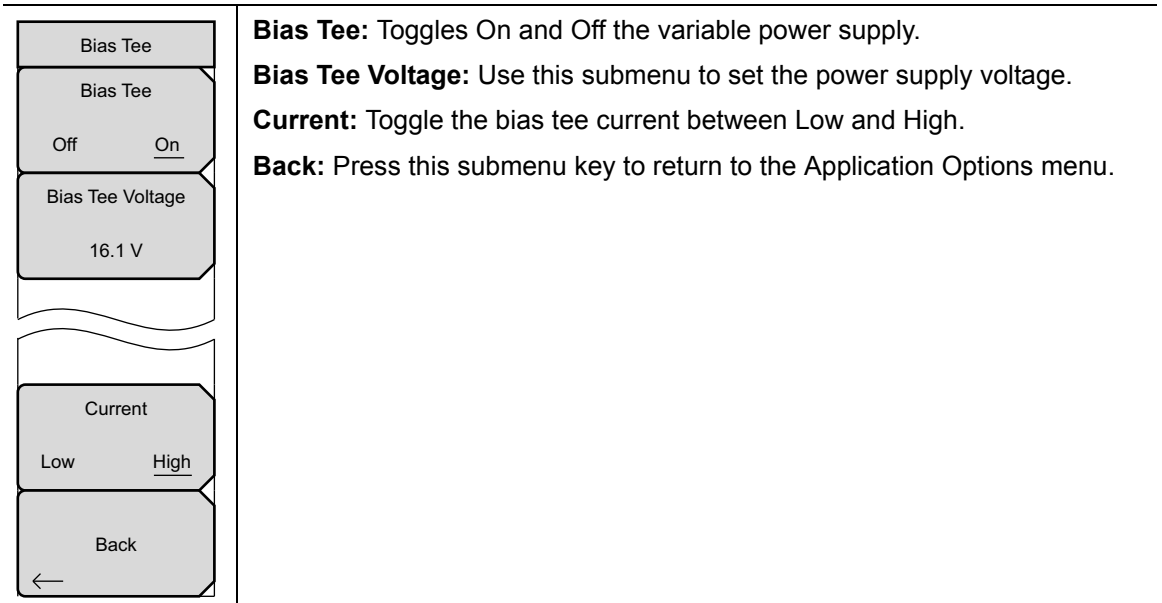 Bias Tee
Bias Tee
Off On
Bias Tee Voltage
16.1 V
Current
Low High
Back
Bias Tee: Toggles On and Off the variable power supply.
Bias Tee Voltage: Use this submenu to set the power supply voltage.
Current: Toggle the bias tee current between Low and High.
Back: Press this submenu key to return to the Application Options menu.